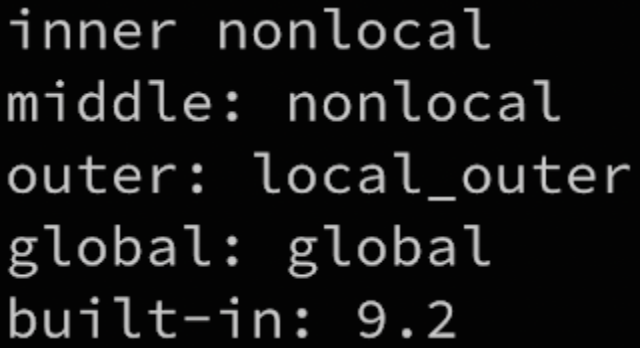 inner nonlocal
middle: nonlocal
outer: local_outer
global: global
built-in: 9.2